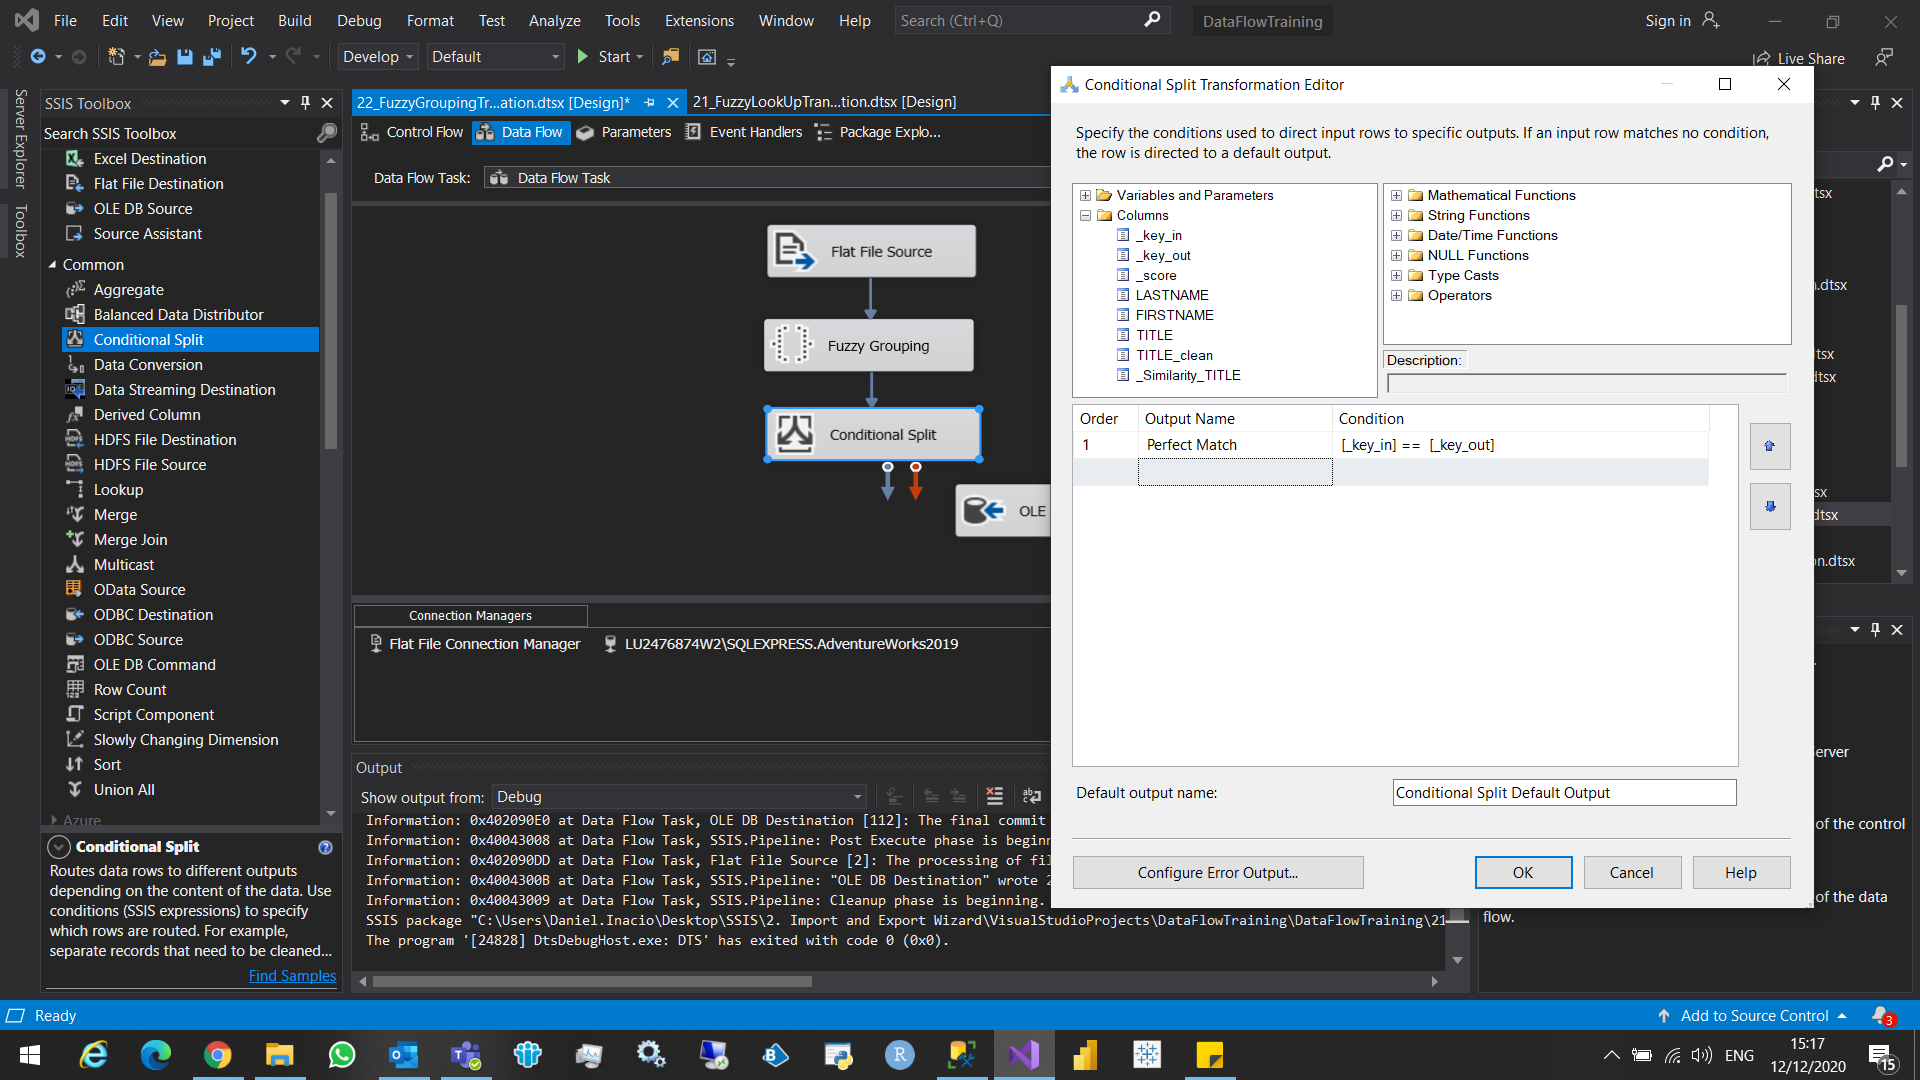 File Edit View Project Build Debug Format Test Analyze Tools Extensions Window Help Search (Ctrl+Q) DataFlowTraining Sign in
Develop Default Start Live Share
Server Explorer
Toolbox
SSIS Toolbox
Search SSIS Toolbox
Excel Destination
Flat File Destination
OLE DB Source
Source Assistant
Common
Aggregate
Balanced Data Distributor
Conditional Split
Data Conversion
Data Streaming Destination
Derived Column
HDFS File Destination
HDFS File Source
Lookup
Merge
Merge Join
Multicast
OData Source
ODBC Destination
ODBC Source
OLE DB Command
Row Count
Script Component
Slowly Changing Dimension
Sort
Union All
Azure
Conditional Split
Routes data rows to different outputs
depending on the content of the data. Use
conditions (SSIS expressions) to specify
which rows are routed. For example,
separate records that need to be cleaned...
Find Samples
22_FuzzyGroupingTr...ation.dtsx [Design]* 21_FuzzyLookUpTran...tion.dtsx [Design]
Control Flow Data Flow Parameters Event Handlers Package Explo...
Data Flow Task: Data Flow Task
Flat File Source
Fuzzy Grouping
Conditional Split
OLE
Connection Managers
Flat File Connection Manager LU2476874W2\SQLEXPRESS.AdventureWorks2019
Output
Show output from: Debug
Information: 0x402090E0 at Data Flow Task, OLE DB Destination [112]: The final commit
Information: 0x40043008 at Data Flow Task, SSIS.Pipeline: Post Execute phase is beginn
Information: 0x402090DD at Data Flow Task, Flat File Source [2]: The processing of fil
Information: 0x4004300B at Data Flow Task, SSIS.Pipeline: "OLE DB Destination" wrote 2
Information: 0x40043009 at Data Flow Task, SSIS.Pipeline: Cleanup phase is beginning.
SSIS package "C:\Users\Daniel.Inacio\Desktop\SSIS\2. Import and Export Wizard\VisualStudioProjects\DataFlowTraining\DataFlowTraining\21
The program '[24828] DtsDebugHost.exe: DTS' has exited with code 0 (0x0).
Conditional Split Transformation Editor
Specify the conditions used to direct input rows to specific outputs. If an input row matches no condition,
the row is directed to a default output.
Variables and Parameters
Columns
_key_in
_key_out
_score
LASTNAME
FIRSTNAME
TITLE
TITLE_clean
_Similarity_TITLE
Mathematical Functions
String Functions
Date/Time Functions
NULL Functions
Type Casts
Operators
Description:
Order Output Name Condition
1 Perfect Match [_key_in] == [_key_out]
Default output name: Conditional Split Default Output
Configure Error Output... OK Cancel Help
tsx
n.dtsx
tsx
dtsx
sx
dtsx
on.dtsx
erver
of the control
of the data
flow.
Ready Add to Source Control 3
ENG 15:17
12/12/2020 15